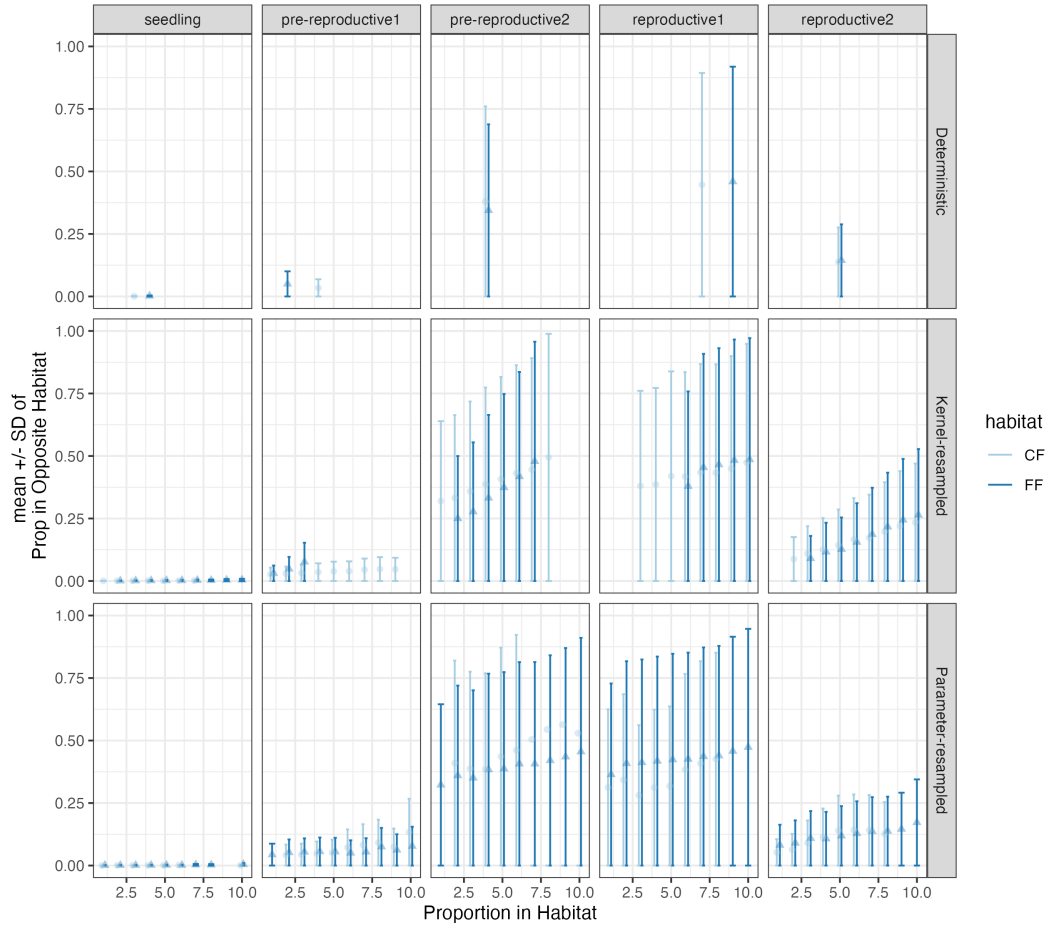 seedling pre-reproductive1 pre-reproductive2 reproductive1 reproductive2
1.00
0.75
0.50
0.25
0.00
Deterministic
1.00
0.75
0.50
0.25
0.00
Kernel-resampled
1.00
0.75
0.50
0.25
0.00
Parameter-resampled
mean +/- SD of
Prop in Opposite Habitat
2.5 5.0 7.5 10.0 2.5 5.0 7.5 10.0 2.5 5.0 7.5 10.0 2.5 5.0 7.5 10.0 2.5 5.0 7.5 10.0
Proportion in Habitat
habitat
CF
FF